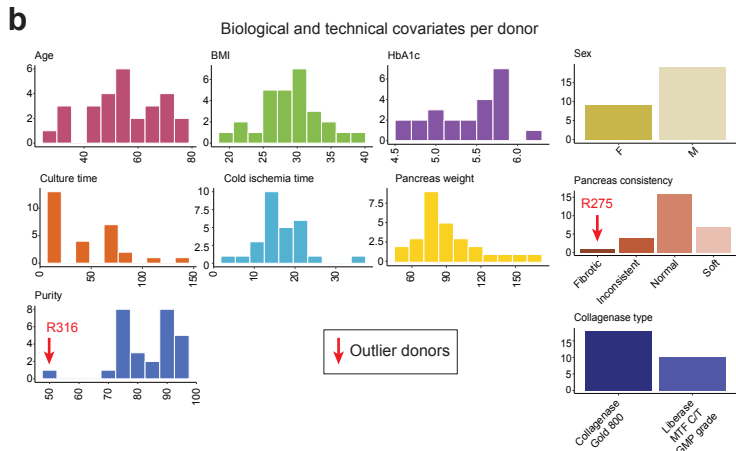 b
Biological and technical covariates per donor
Age
6
4
2
0
40
60
80
BMI
6
4
2
0
20
25
30
35
40
HbA1c
6
4
2
0
4.5
5.0
5.5
6.0
Sex
15
10
5
0
F
M
Culture time
10
5
0
0
50
100
150
Cold ischemia time
10
7.5
5
2.5
0
0
10
20
30
Pancreas weight
7.5
5
2.5
0
60
90
120
150
Pancreas consistency
R275
15
10
5
0
Fibrotic
Inconsistent
Normal
Soft
Purity
R316
8
6
4
2
0
50
60
70
80
90
100
Outlier donors
Collagenase type
15
10
5
0
Collagenase
Gold 800
Liberase
MTF C/T
GMP grade